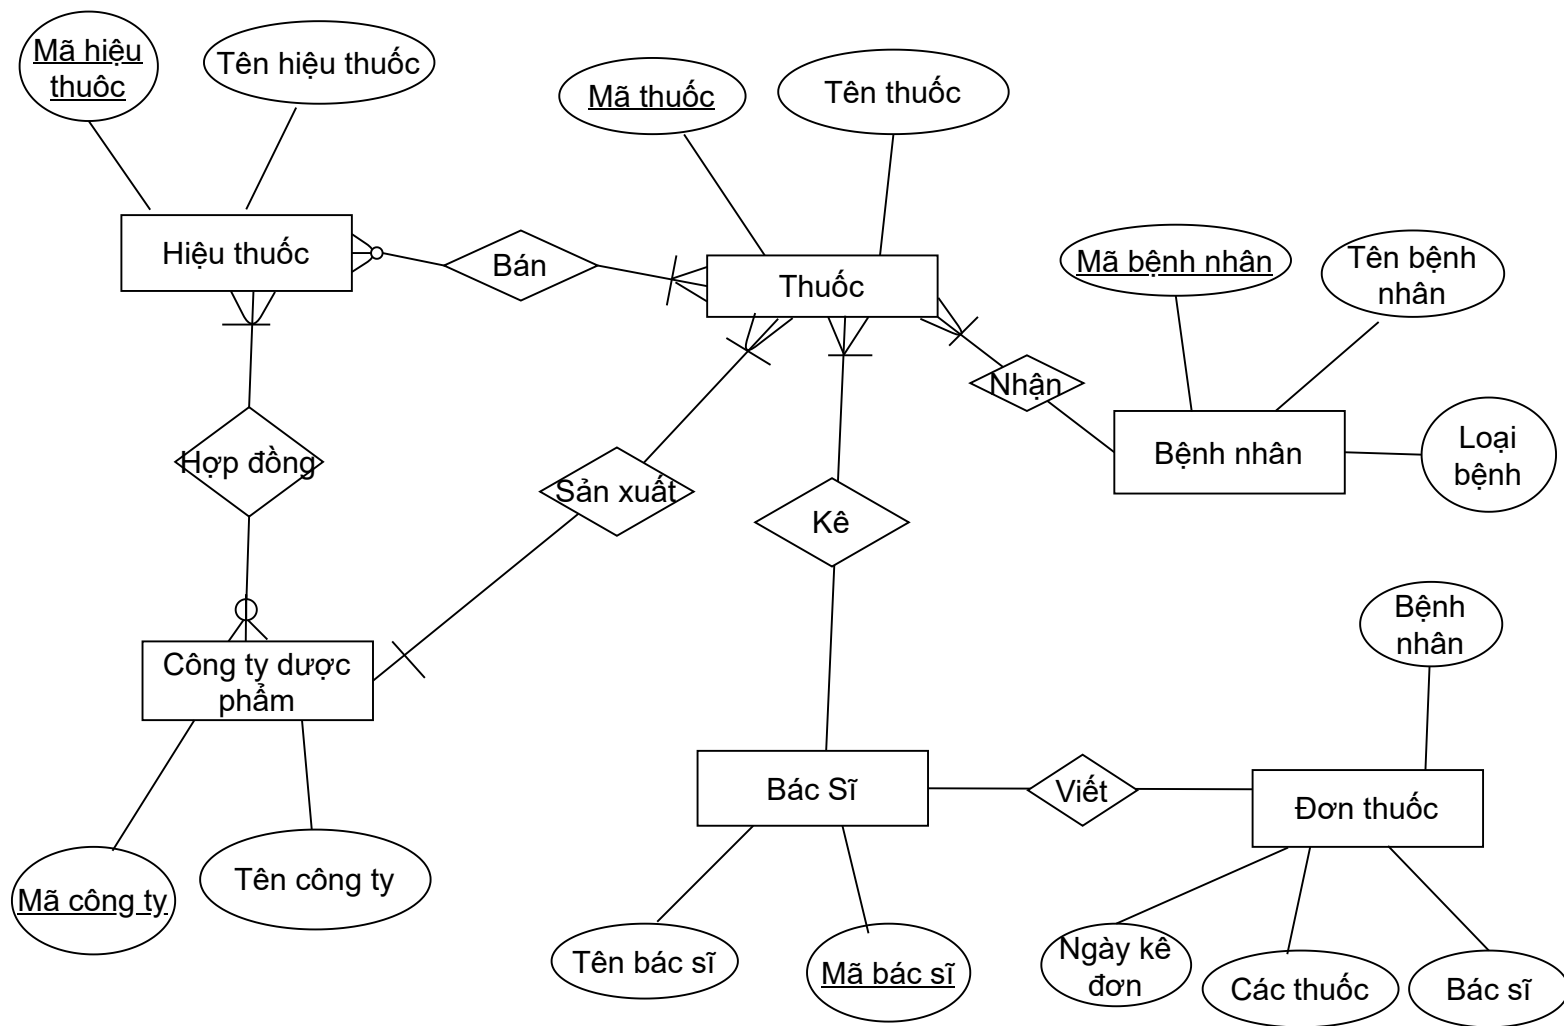 Mã hiệu
thuôc
Tên hiệu thuốc
Mã thuốc
Tên thuốc
Hiệu thuốc
Bán
Thuốc
Mã bệnh nhân
Tên bệnh
nhân
Nhận
Bệnh nhân
Loại
bệnh
Hợp đồng
Sản xuất
Kê
Bệnh
nhân
Công ty dược
phẩm
Bác Sĩ
Viết
Đơn thuốc
Mã công ty
Tên công ty
Tên bác sĩ
Mã bác sĩ
Ngày kê
đơn
Các thuốc
Bác sĩ